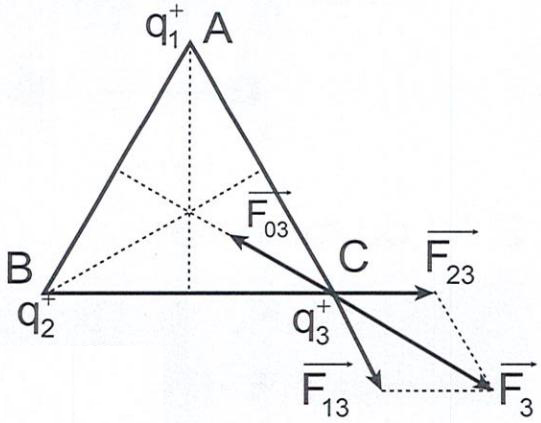 q₁⁺ A
F₀₃
B C F₂₃
q₂⁺ q₃⁺
F₁₃ F₃